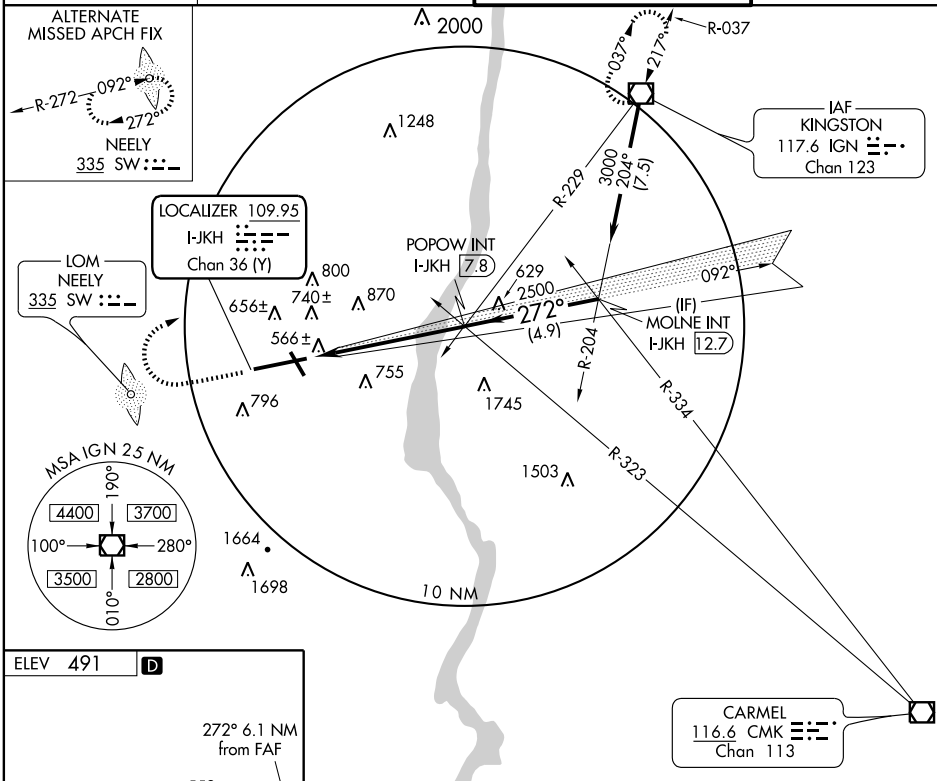 ALTERNATE
MISSED APCH FIX
R-272
092°
272°
NEELY
335 SW
2000
R-037
037°
217°
IAF
KINGSTON
117.6 IGN
Chan 123
1248
3000
204°
(7.5)
R-229
LOCALIZER 109.95
I-JKH
Chan 36 (Y)
POPOW INT
I-JKH 7.8
LOM
NEELY
335 SW
800
740±
656±
870
566±
629
2500
272°
(4.9)
092°
(IF)
MOLNE INT
I-JKH 12.7
R-204
R-334
755
796
1745
R-323
1503
MSA IGN 25 NM
190°
4400
3700
100°
280°
3500
2800
010°
1664
1698
10 NM
ELEV 491
D
272° 6.1 NM
from FAF
CARMEL
116.6 CMK
Chan 113